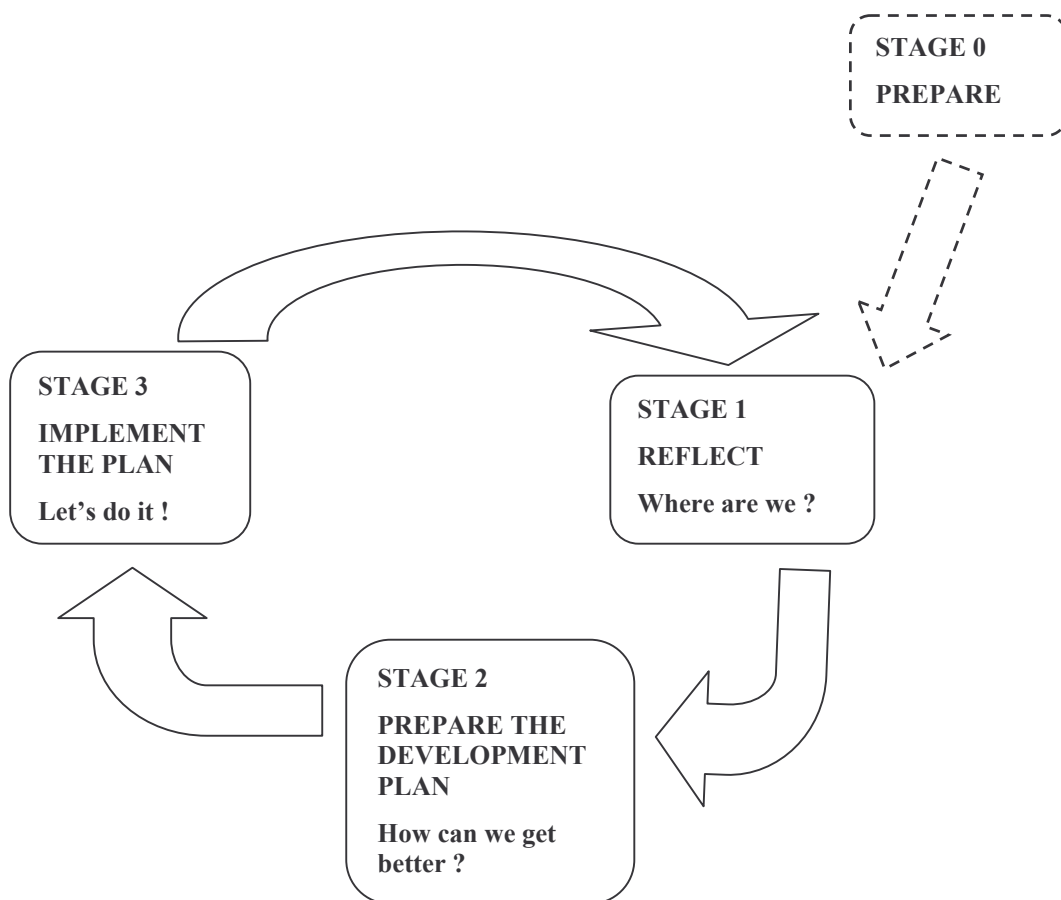 STAGE 0
PREPARE
STAGE 1
REFLECT
Where are we ?
STAGE 2
PREPARE THE
DEVELOPMENT
PLAN
How can we get
better ?
STAGE 3
IMPLEMENT
THE PLAN
Let’s do it !